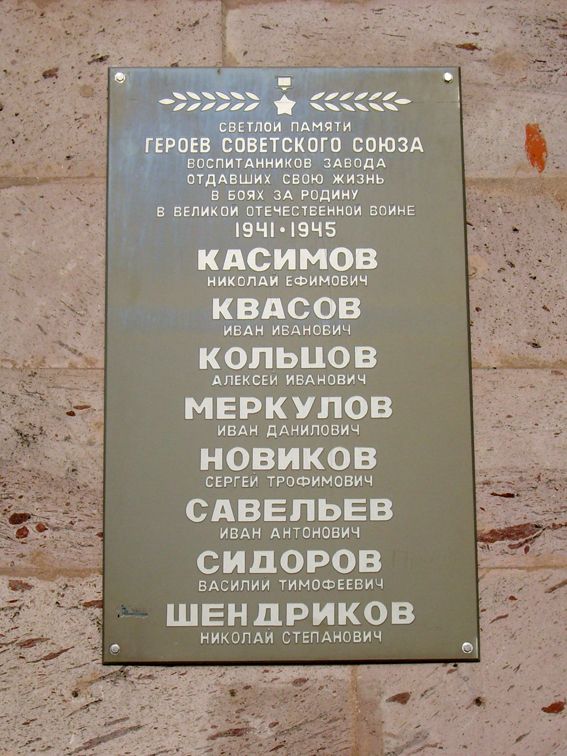 СВЕТЛОЙ ПАМЯТИ
ГЕРОЕВ СОВЕТСКОГО СОЮЗА
ВОСПИТАННИКОВ ЗАВОДА
ОТДАВШИХ СВОЮ ЖИЗНЬ
В БОЯХ ЗА РОДИНУ
В ВЕЛИКОЙ ОТЕЧЕСТВЕННОЙ ВОЙНЕ
1941·1945
КАСИМОВ
НИКОЛАЙ ЕФИМОВИЧ
КВАСОВ
ИВАН ИВАНОВИЧ
КОЛЬЦОВ
АЛЕКСЕЙ ИВАНОВИЧ
МЕРКУЛОВ
ИВАН ДАНИЛОВИЧ
НОВИКОВ
СЕРГЕЙ ТРОФИМОВИЧ
САВЕЛЬЕВ
ИВАН АНТОНОВИЧ
СИДОРОВ
ВАСИЛИЙ ТИМОФЕЕВИЧ
ШЕНДРИКОВ
НИКОЛАЙ СТЕПАНОВИЧ